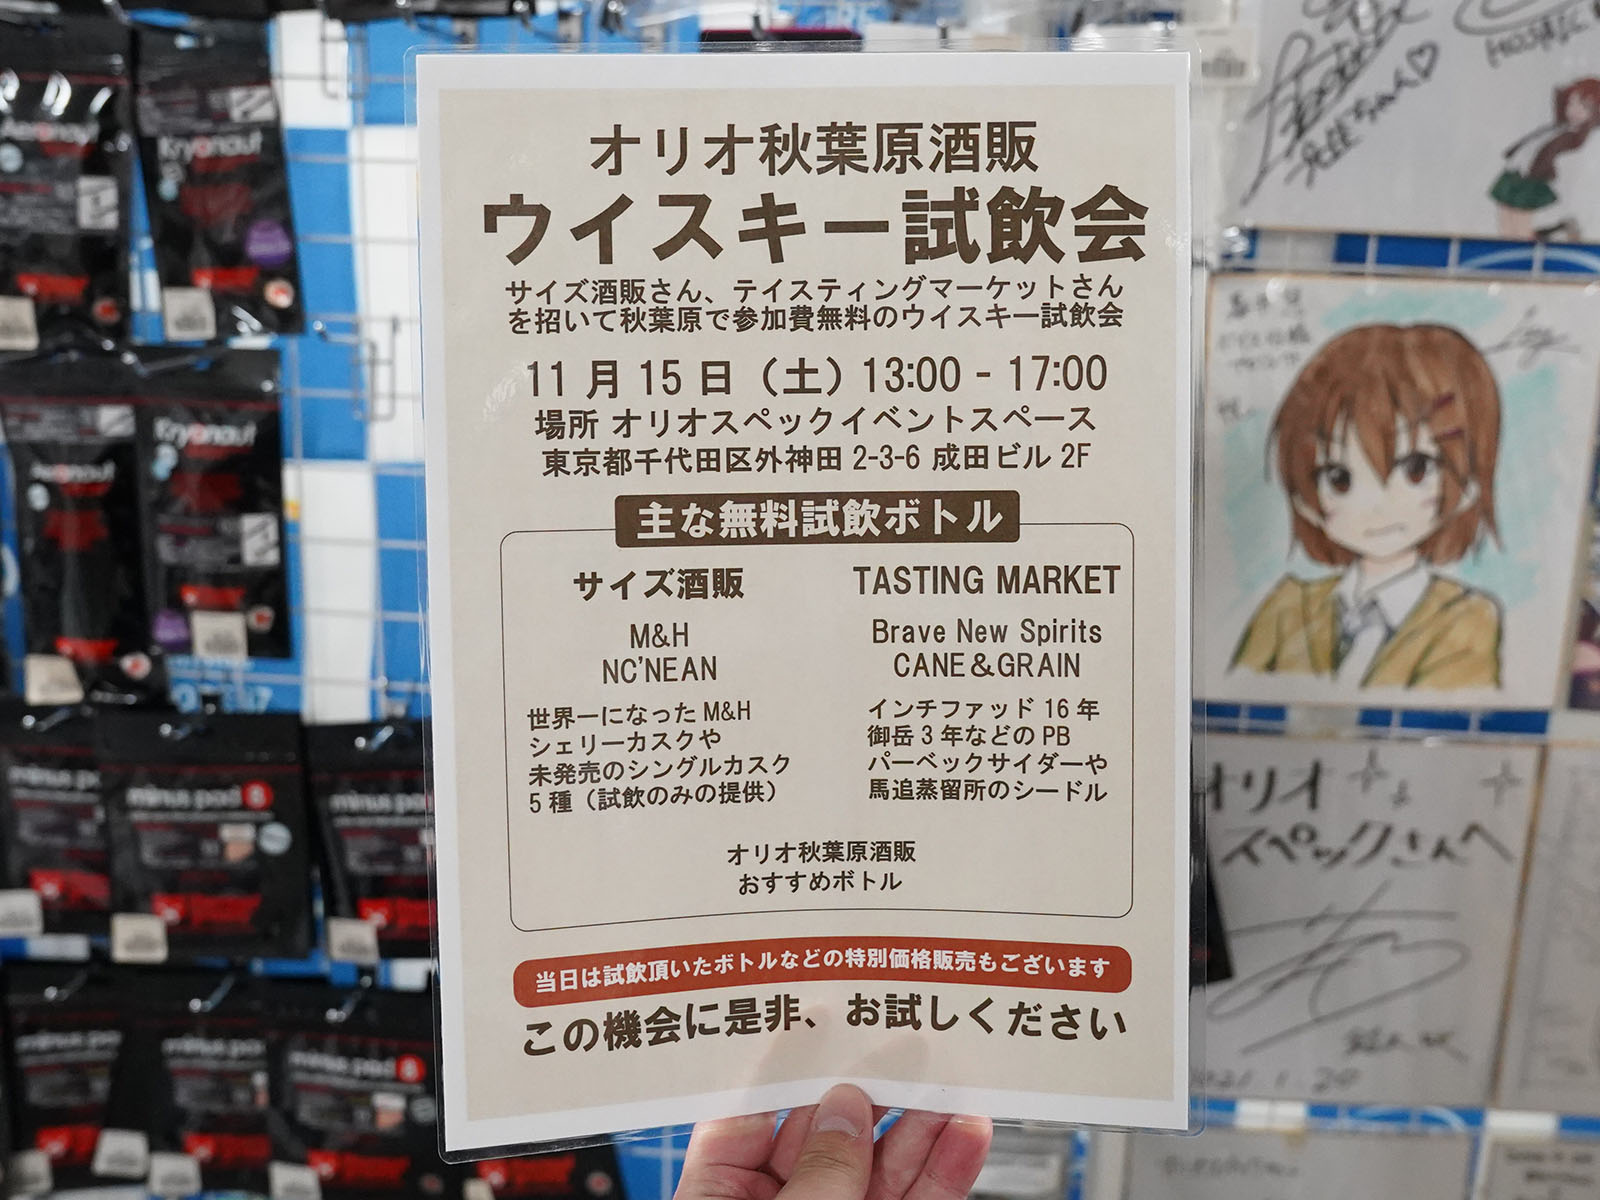 オリオ秋葉原酒販
ウイスキー試飲会
サイズ酒販さん、テイスティングマーケットさん
を招いて秋葉原で参加費無料のウイスキー試飲会
11月15日（土）13:00 - 17:00
場所 オリオスペックイベントスペース
東京都千代田区外神田2-3-6 成田ビル2F
主な無料試飲ボトル
サイズ酒販
M&H
NC'NEAN
世界一になったM&H
シェリーカスクや
未発売のシングルカスク
5種（試飲のみの提供）
TASTING MARKET
Brave New Spirits
CANE＆GRAIN
インチファッド16年
御岳3年などのPB
パーベックサイダーや
馬追蒸留所のシードル
オリオ秋葉原酒販
おすすめボトル
当日は試飲頂いたボトルなどの特別価格販売もございます
この機会に是非、お試しください
Aeronaut
Kryonaut
Aeronaut
Kryonaut
minus pad 8
minus pad 8
オリオ
スペックさんへ